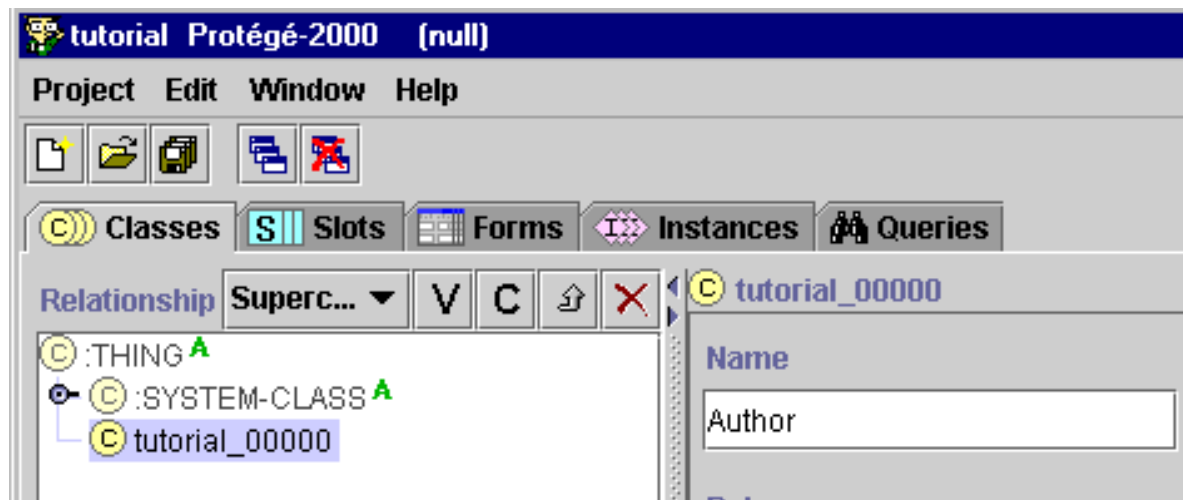 tutorial Protégé-2000 (null)
Project Edit Window Help
C Classes S Slots Forms I Instances Queries
Relationship Superc... V C
C tutorial_00000
C :THING A
Name
C :SYSTEM-CLASS A
Author
C tutorial_00000